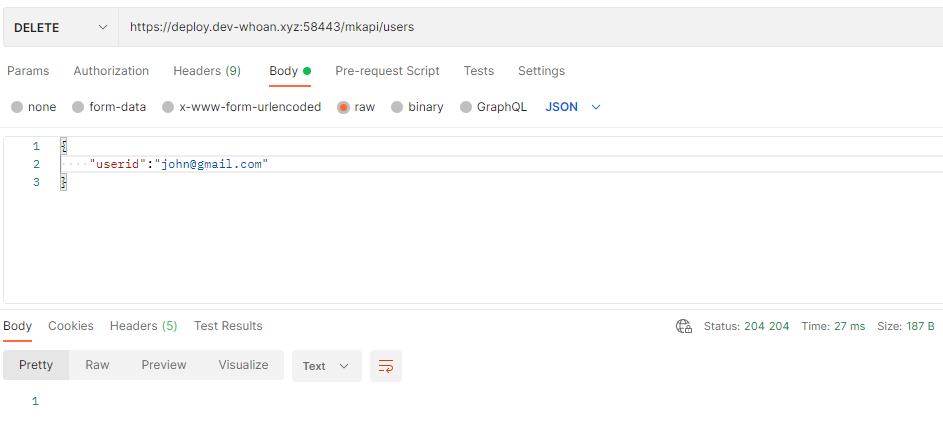 DELETE https://deploy.dev-whoan.xyz:58443/mkapi/users
Params Authorization Headers (9) Body Pre-request Script Tests Settings
none form-data x-www-form-urlencoded raw binary GraphQL JSON
1 {
2 "userid":"john@gmail.com"
3 }
Body Cookies Headers (5) Test Results Status: 204 204 Time: 27 ms Size: 187 B
Pretty Raw Preview Visualize Text
1